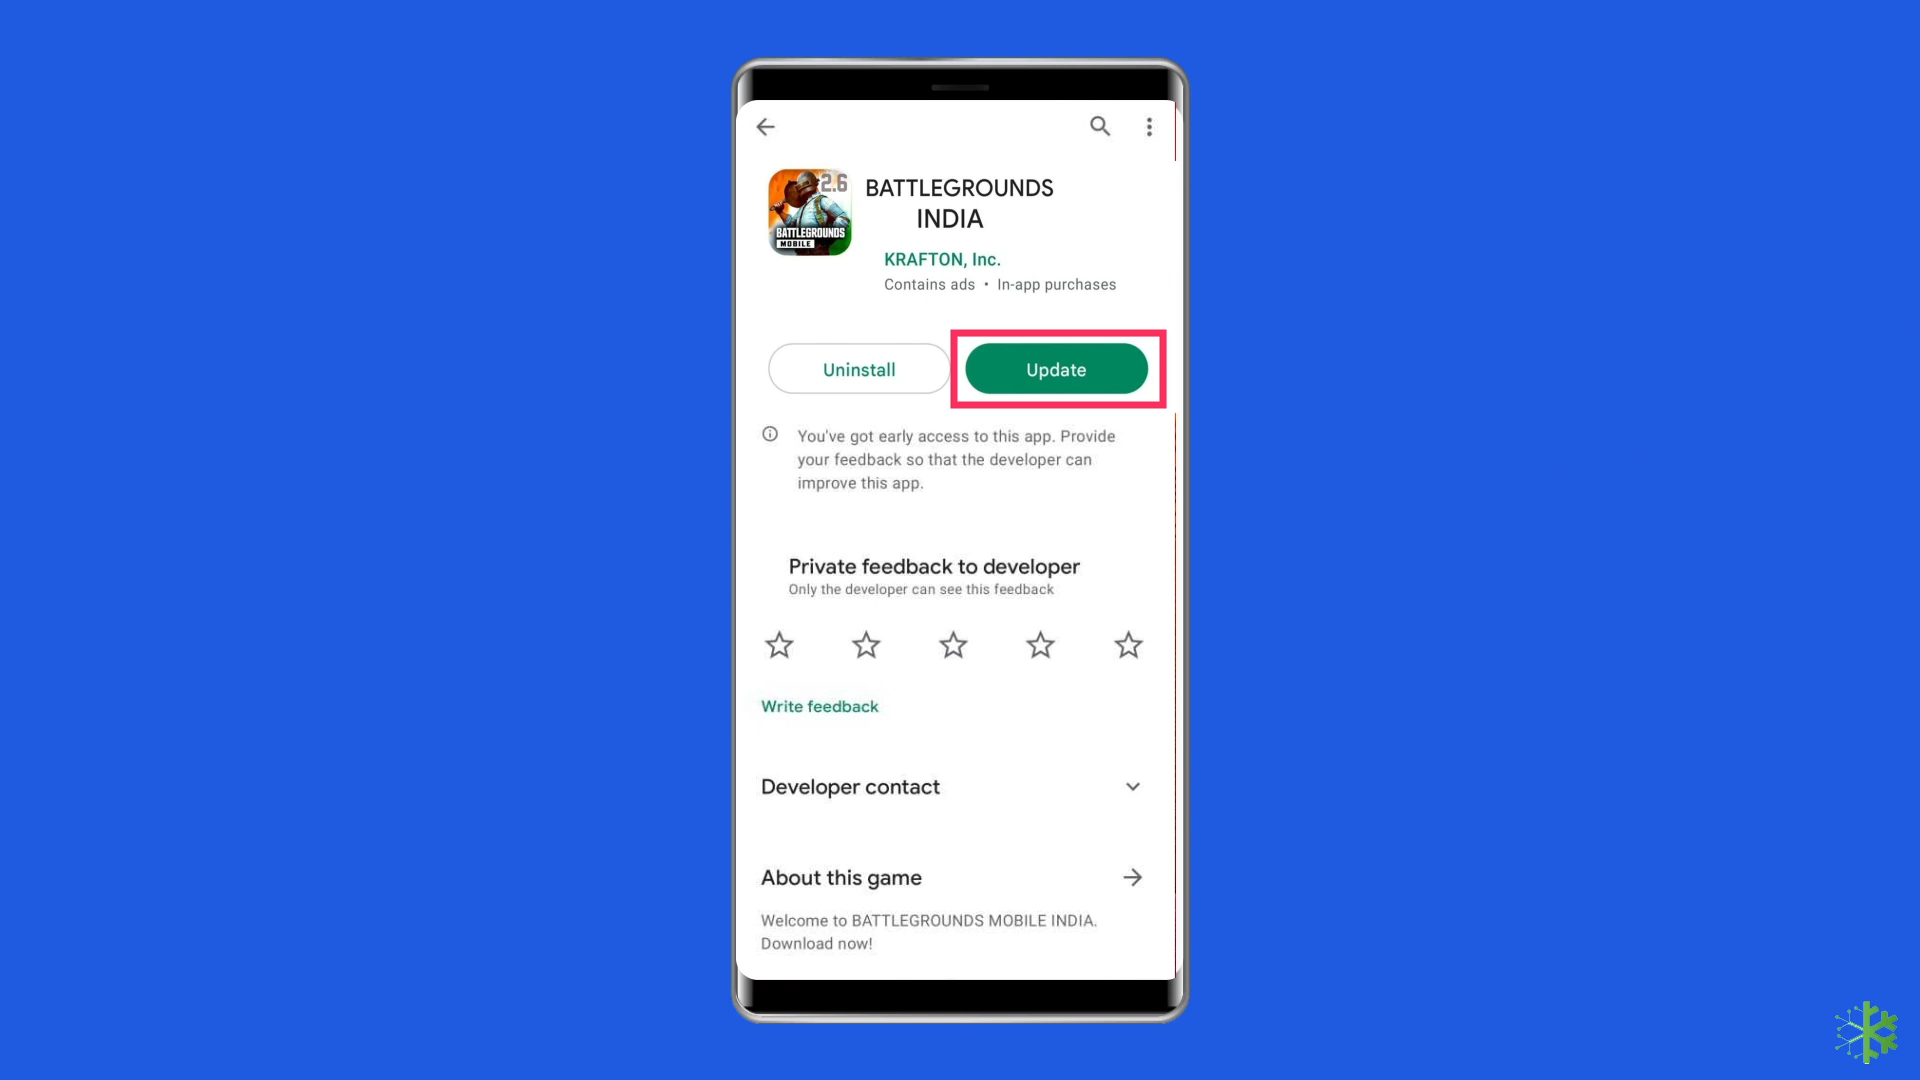 2.6
BATTLEGROUNDS
MOBILE
BATTLEGROUNDS
INDIA
KRAFTON, Inc.
Contains ads • In-app purchases
Uninstall
Update
You've got early access to this app. Provide
your feedback so that the developer can
improve this app.
Private feedback to developer
Only the developer can see this feedback
Write feedback
Developer contact
About this game
Welcome to BATTLEGROUNDS MOBILE INDIA.
Download now!